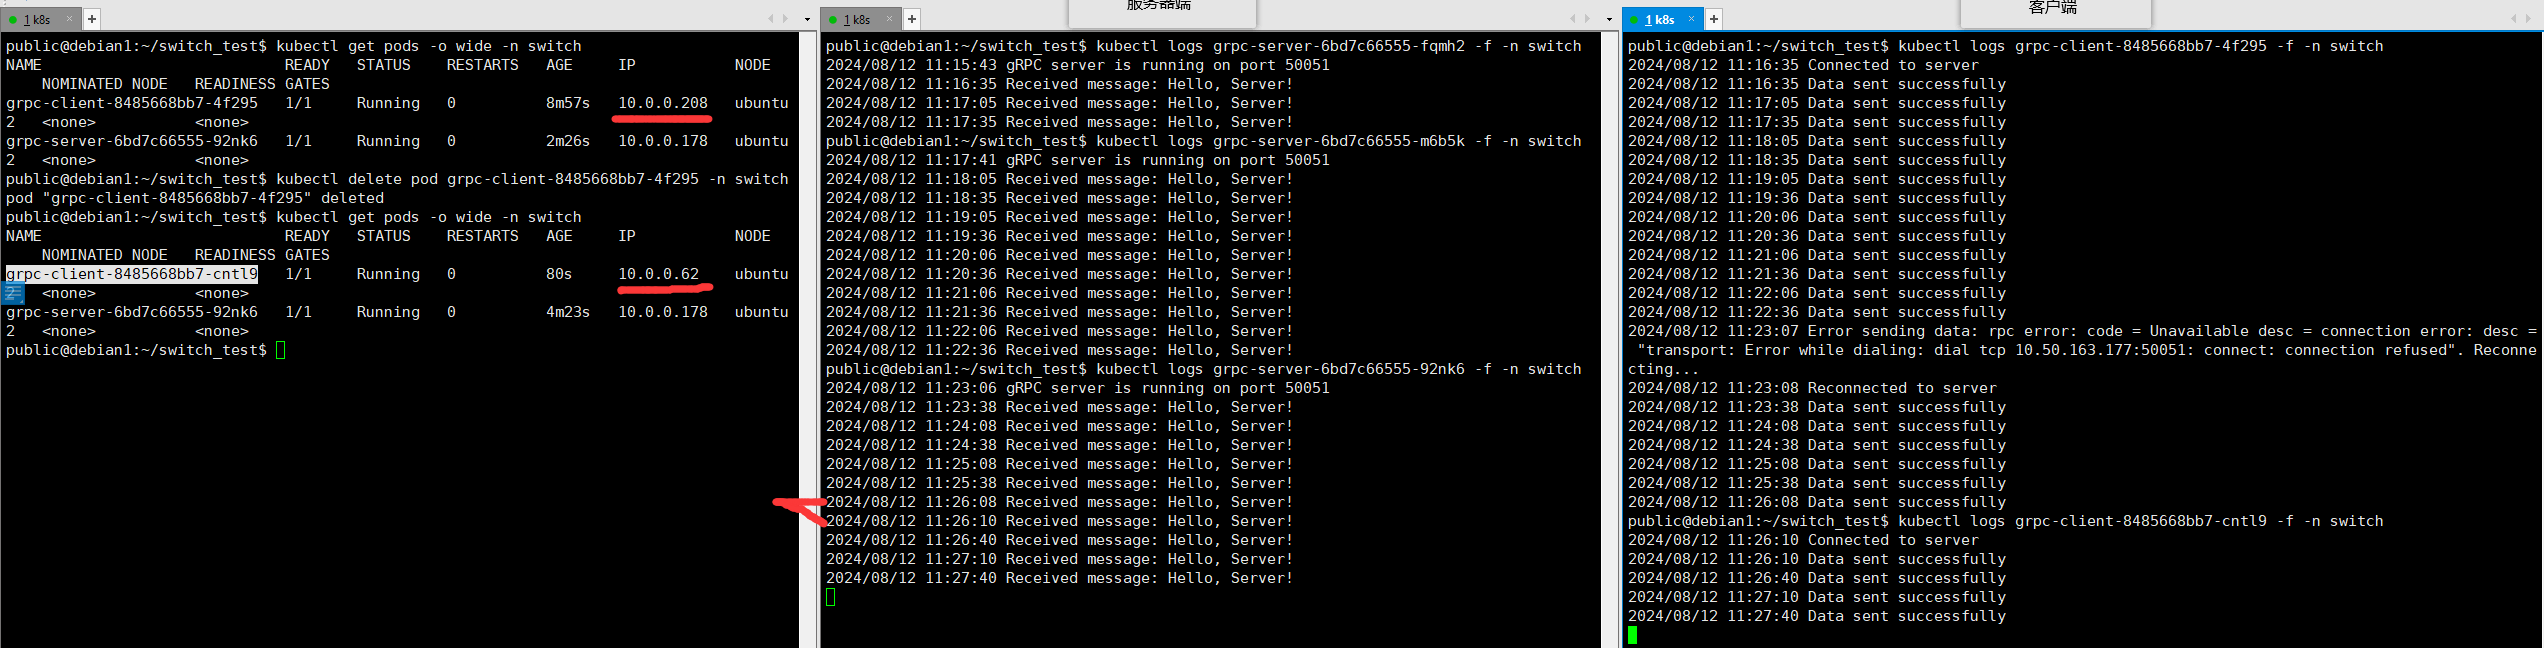 1 k8s
public@debian1:~/switch_test$ kubectl get pods -o wide -n switch
NAME                           READY   STATUS    RESTARTS   AGE     IP           NODE
    NOMINATED NODE   READINESS GATES
grpc-client-8485668bb7-4f295   1/1     Running   0          8m57s   10.0.0.208   ubuntu
2   <none>           <none>
grpc-server-6bd7c66555-92nk6   1/1     Running   0          2m26s   10.0.0.178   ubuntu
2   <none>           <none>
public@debian1:~/switch_test$ kubectl delete pod grpc-client-8485668bb7-4f295 -n switch
pod "grpc-client-8485668bb7-4f295" deleted
public@debian1:~/switch_test$ kubectl get pods -o wide -n switch
NAME                           READY   STATUS    RESTARTS   AGE     IP           NODE
    NOMINATED NODE   READINESS GATES
grpc-client-8485668bb7-cntl9   1/1     Running   0          80s     10.0.0.62    ubuntu
    <none>           <none>
grpc-server-6bd7c66555-92nk6   1/1     Running   0          4m23s   10.0.0.178   ubuntu
2   <none>           <none>
public@debian1:~/switch_test$
服务器端
1 k8s
public@debian1:~/switch_test$ kubectl logs grpc-server-6bd7c66555-fqmh2 -f -n switch
2024/08/12 11:15:43 gRPC server is running on port 50051
2024/08/12 11:16:35 Received message: Hello, Server!
2024/08/12 11:17:05 Received message: Hello, Server!
2024/08/12 11:17:35 Received message: Hello, Server!
public@debian1:~/switch_test$ kubectl logs grpc-server-6bd7c66555-m6b5k -f -n switch
2024/08/12 11:17:41 gRPC server is running on port 50051
2024/08/12 11:18:05 Received message: Hello, Server!
2024/08/12 11:18:35 Received message: Hello, Server!
2024/08/12 11:19:05 Received message: Hello, Server!
2024/08/12 11:19:36 Received message: Hello, Server!
2024/08/12 11:20:06 Received message: Hello, Server!
2024/08/12 11:20:36 Received message: Hello, Server!
2024/08/12 11:21:06 Received message: Hello, Server!
2024/08/12 11:21:36 Received message: Hello, Server!
2024/08/12 11:22:06 Received message: Hello, Server!
2024/08/12 11:22:36 Received message: Hello, Server!
public@debian1:~/switch_test$ kubectl logs grpc-server-6bd7c66555-92nk6 -f -n switch
2024/08/12 11:23:06 gRPC server is running on port 50051
2024/08/12 11:23:38 Received message: Hello, Server!
2024/08/12 11:24:08 Received message: Hello, Server!
2024/08/12 11:24:38 Received message: Hello, Server!
2024/08/12 11:25:08 Received message: Hello, Server!
2024/08/12 11:25:38 Received message: Hello, Server!
2024/08/12 11:26:08 Received message: Hello, Server!
2024/08/12 11:26:10 Received message: Hello, Server!
2024/08/12 11:26:40 Received message: Hello, Server!
2024/08/12 11:27:10 Received message: Hello, Server!
2024/08/12 11:27:40 Received message: Hello, Server!
客户端
1 k8s
public@debian1:~/switch_test$ kubectl logs grpc-client-8485668bb7-4f295 -f -n switch
2024/08/12 11:16:35 Connected to server
2024/08/12 11:16:35 Data sent successfully
2024/08/12 11:17:05 Data sent successfully
2024/08/12 11:17:35 Data sent successfully
2024/08/12 11:18:05 Data sent successfully
2024/08/12 11:18:35 Data sent successfully
2024/08/12 11:19:05 Data sent successfully
2024/08/12 11:19:36 Data sent successfully
2024/08/12 11:20:06 Data sent successfully
2024/08/12 11:20:36 Data sent successfully
2024/08/12 11:21:06 Data sent successfully
2024/08/12 11:21:36 Data sent successfully
2024/08/12 11:22:06 Data sent successfully
2024/08/12 11:22:36 Data sent successfully
2024/08/12 11:23:07 Error sending data: rpc error: code = Unavailable desc = connection error: desc =
 "transport: Error while dialing: dial tcp 10.50.163.177:50051: connect: connection refused". Reconne
cting...
2024/08/12 11:23:08 Reconnected to server
2024/08/12 11:23:38 Data sent successfully
2024/08/12 11:24:08 Data sent successfully
2024/08/12 11:24:38 Data sent successfully
2024/08/12 11:25:08 Data sent successfully
2024/08/12 11:25:38 Data sent successfully
2024/08/12 11:26:08 Data sent successfully
public@debian1:~/switch_test$ kubectl logs grpc-client-8485668bb7-cntl9 -f -n switch
2024/08/12 11:26:10 Connected to server
2024/08/12 11:26:10 Data sent successfully
2024/08/12 11:26:40 Data sent successfully
2024/08/12 11:27:10 Data sent successfully
2024/08/12 11:27:40 Data sent successfully